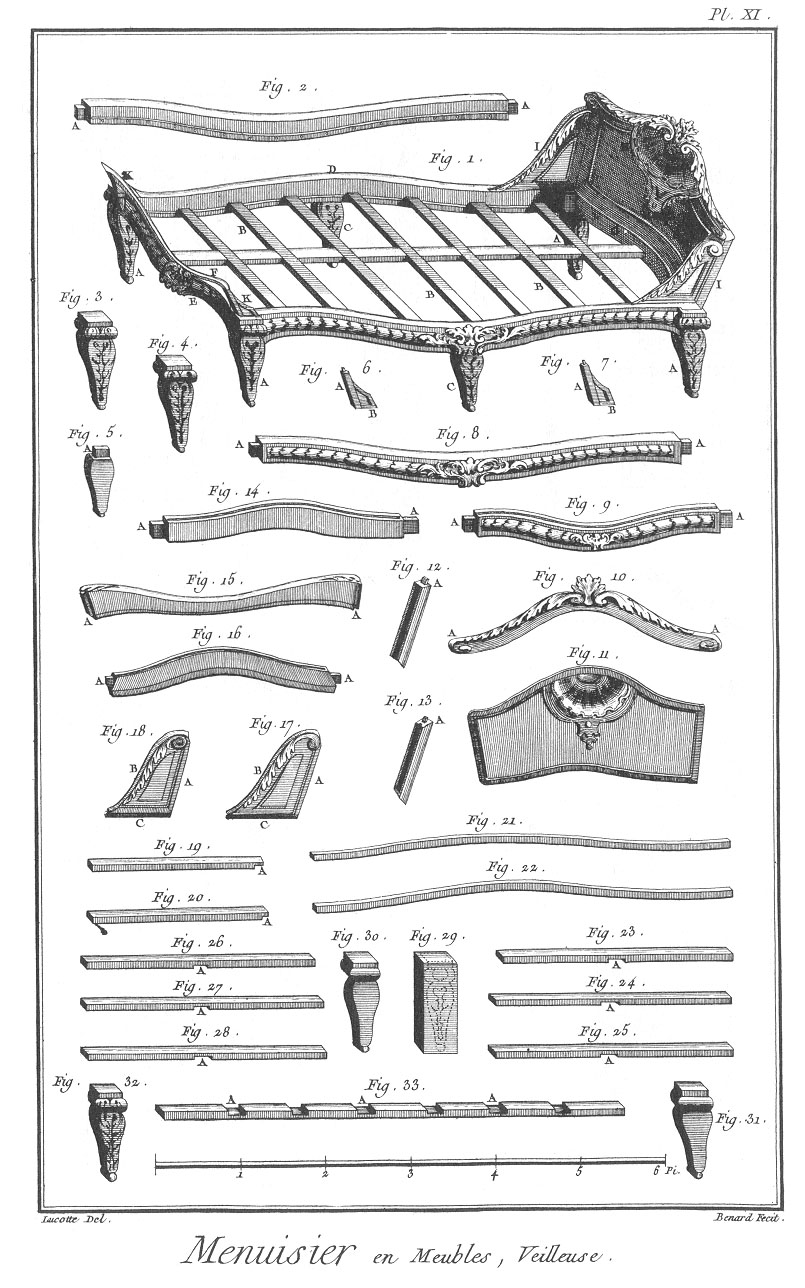 Pl. XI.
Fig. 2.
A
A
Fig. 1.
I
K
D
B
C
A
A
F
E
B
B
K
I
A
C
A
Fig. 3.
Fig. 4.
Fig. 6.
A
B
Fig. 7.
A
B
Fig. 5.
A
Fig. 8.
A
A
Fig. 14.
A
A
Fig. 9.
A
A
Fig. 12.
A
Fig. 10.
A
A
Fig. 15.
A
A
Fig. 16.
A
A
Fig. 11.
Fig. 13.
A
Fig. 18.
B
A
C
Fig. 17.
B
A
C
Fig. 21.
Fig. 19.
A
Fig. 22.
Fig. 20.
A
Fig. 26.
A
Fig. 30.
Fig. 29.
Fig. 23.
A
Fig. 27.
A
Fig. 24.
A
Fig. 28.
A
Fig. 25.
A
Fig. 32.
Fig. 33.
A A A
Fig. 31.
1 2 3 4 5 6 Pi.
Lucotte Del.
Benard Fecit.
Menuisier en Meubles, Veilleuse.